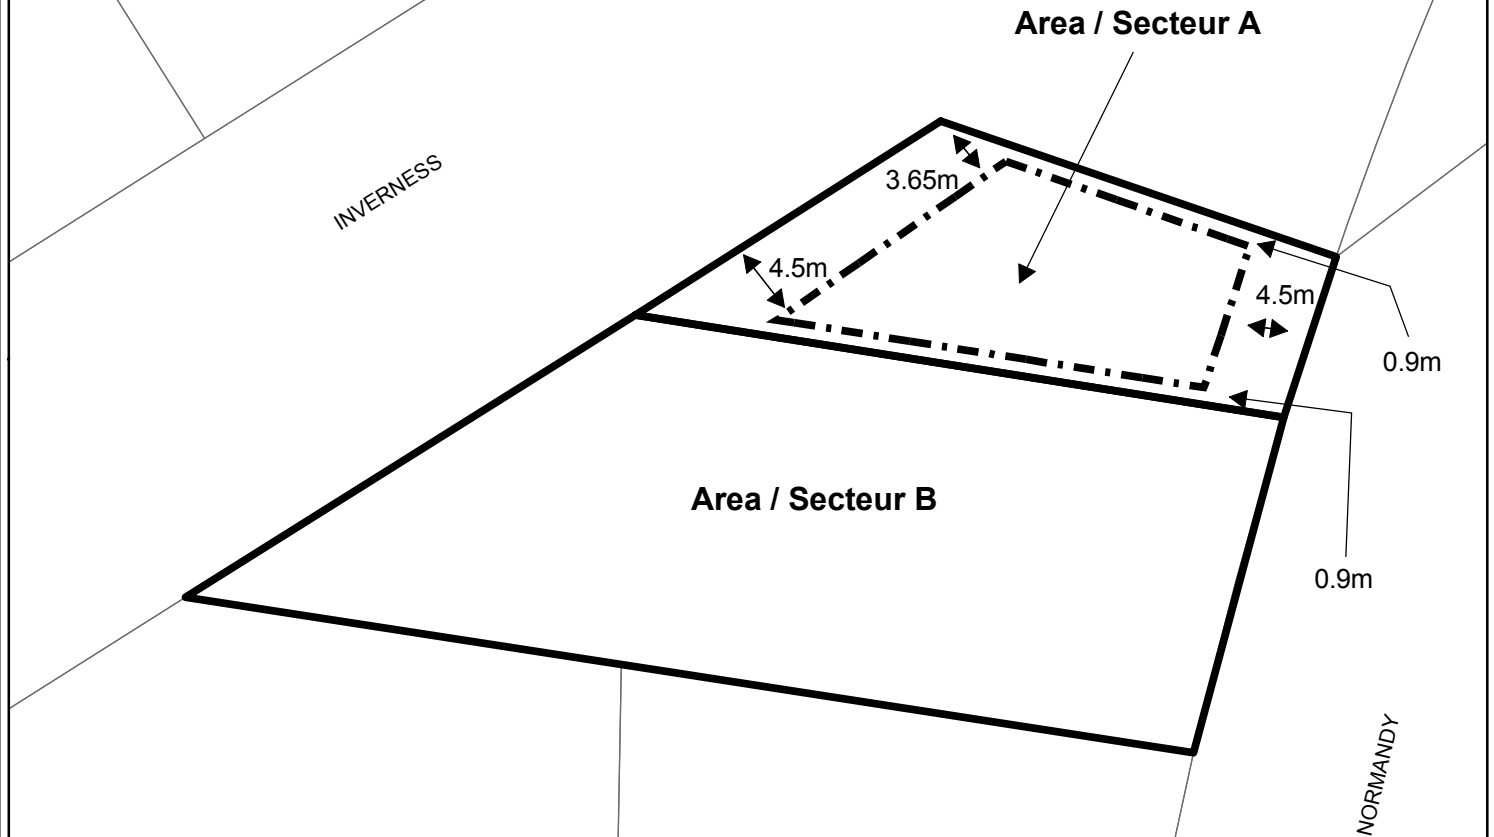 Area / Secteur A
INVERNESS
3.65m
4.5m
4.5m
0.9m
Area / Secteur B
0.9m
NORMANDY